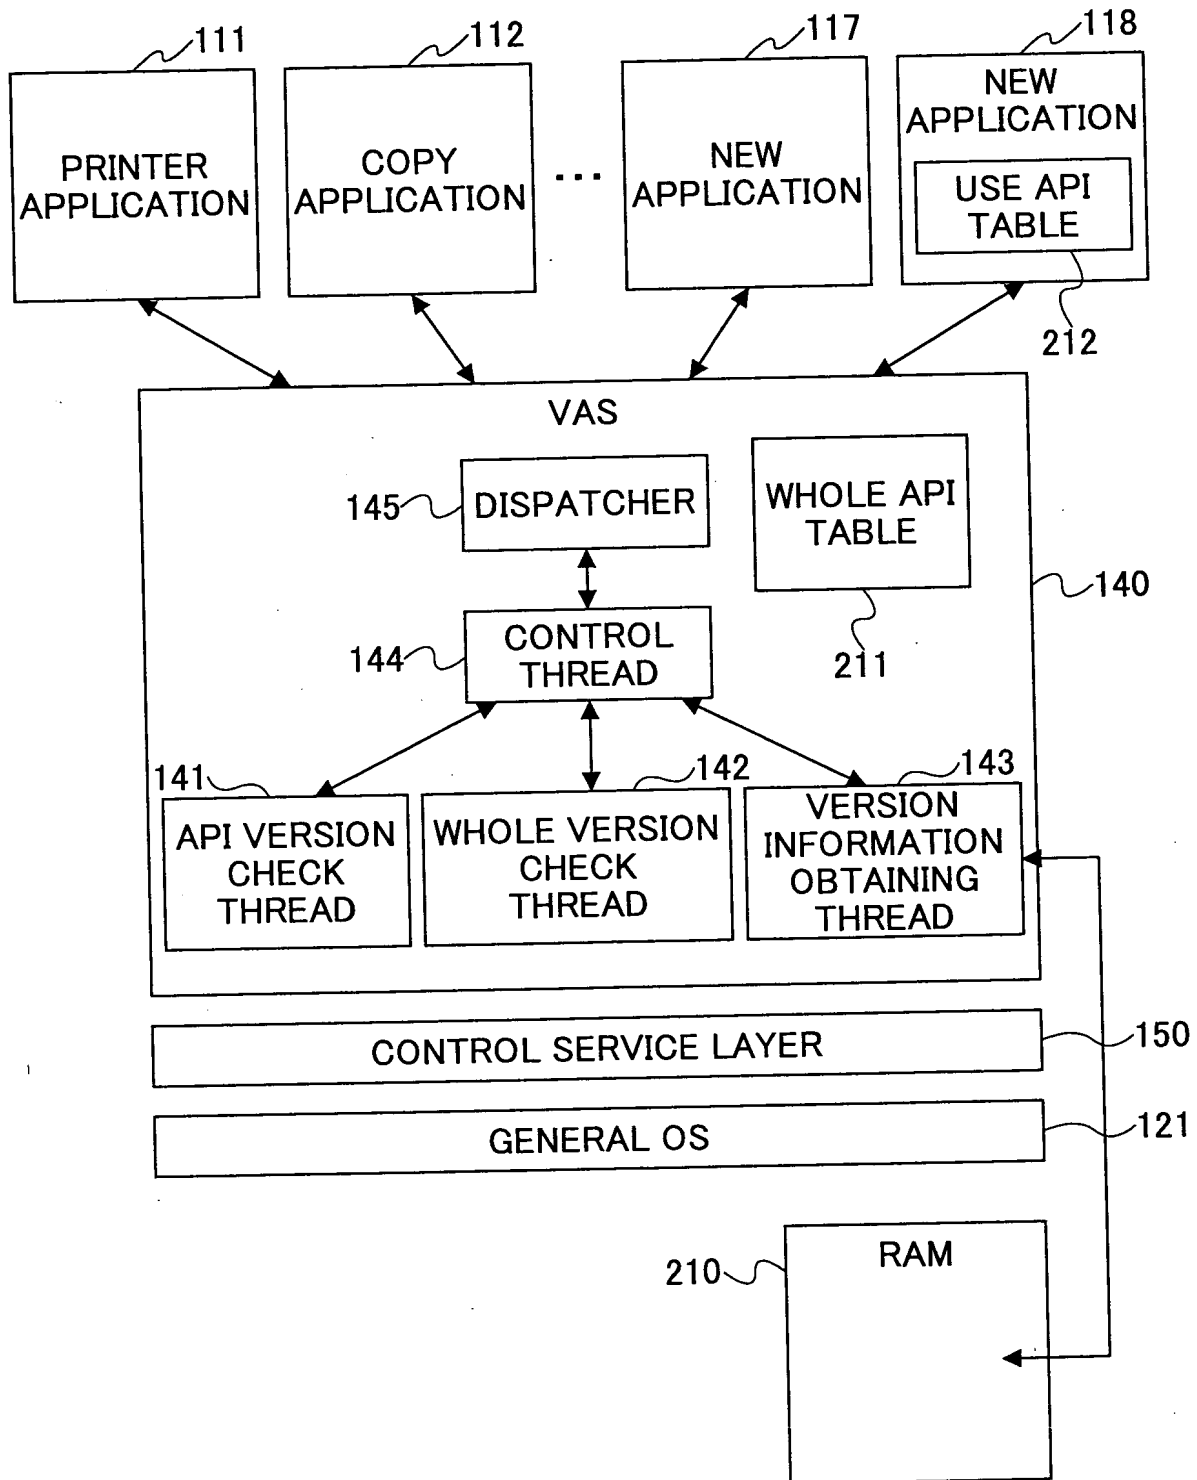 111
112
117
118
PRINTER
APPLICATION
COPY
APPLICATION
...
NEW
APPLICATION
NEW
APPLICATION
USE API
TABLE
212
VAS
145
DISPATCHER
WHOLE API
TABLE
140
144
CONTROL
THREAD
211
141
142
143
API VERSION
CHECK
THREAD
WHOLE VERSION
CHECK
THREAD
VERSION
INFORMATION
OBTAINING
THREAD
CONTROL SERVICE LAYER
150
GENERAL OS
121
210
RAM